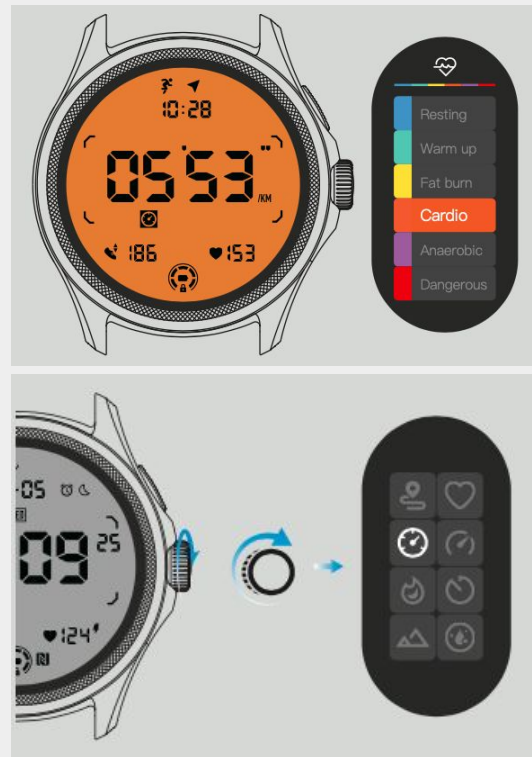 10:28
05'53"
/KM
186
153
Resting
Warm up
Fat burn
Cardio
Anaerobic
Dangerous
-05
09 25
124